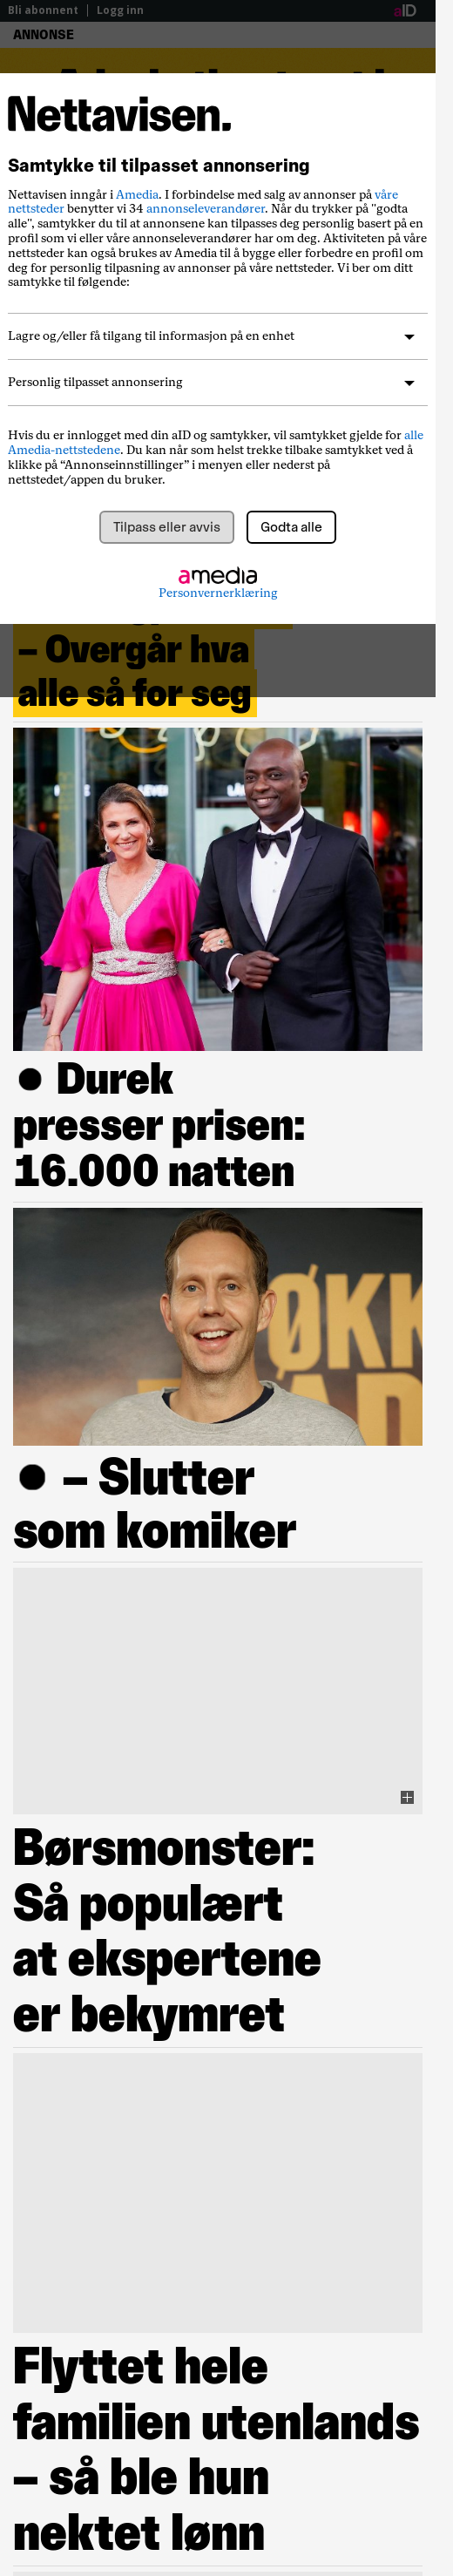 Bli abonnent
Logg inn
aID
ANNONSE
Nettavisen.
Samtykke til tilpasset annonsering
Nettavisen inngår i Amedia. I forbindelse med salg av annonser på våre
nettsteder benytter vi 34 annonseleverandører. Når du trykker på "godta
alle", samtykker du til at annonsene kan tilpasses deg personlig basert på en
profil som vi eller våre annonseleverandører har om deg. Aktiviteten på våre
nettsteder kan også brukes av Amedia til å bygge eller forbedre en profil om
deg for personlig tilpasning av annonser på våre nettsteder. Vi ber om ditt
samtykke til følgende:
Lagre og/eller få tilgang til informasjon på en enhet
Personlig tilpasset annonsering
Hvis du er innlogget med din aID og samtykker, vil samtykket gjelde for alle
Amedia-nettstedene. Du kan når som helst trekke tilbake samtykket ved å
klikke på “Annonseinnstillinger” i menyen eller nederst på
nettstedet/appen du bruker.
Tilpass eller avvis
Godta alle
amedia
Personvernerklæring
– Overgår hva
alle så for seg
● Durek
presser prisen:
16.000 natten
● – Slutter
som komiker
Børsmonster:
Så populært
at ekspertene
er bekymret
Flyttet hele
familien utenlands
– så ble hun
nektet lønn